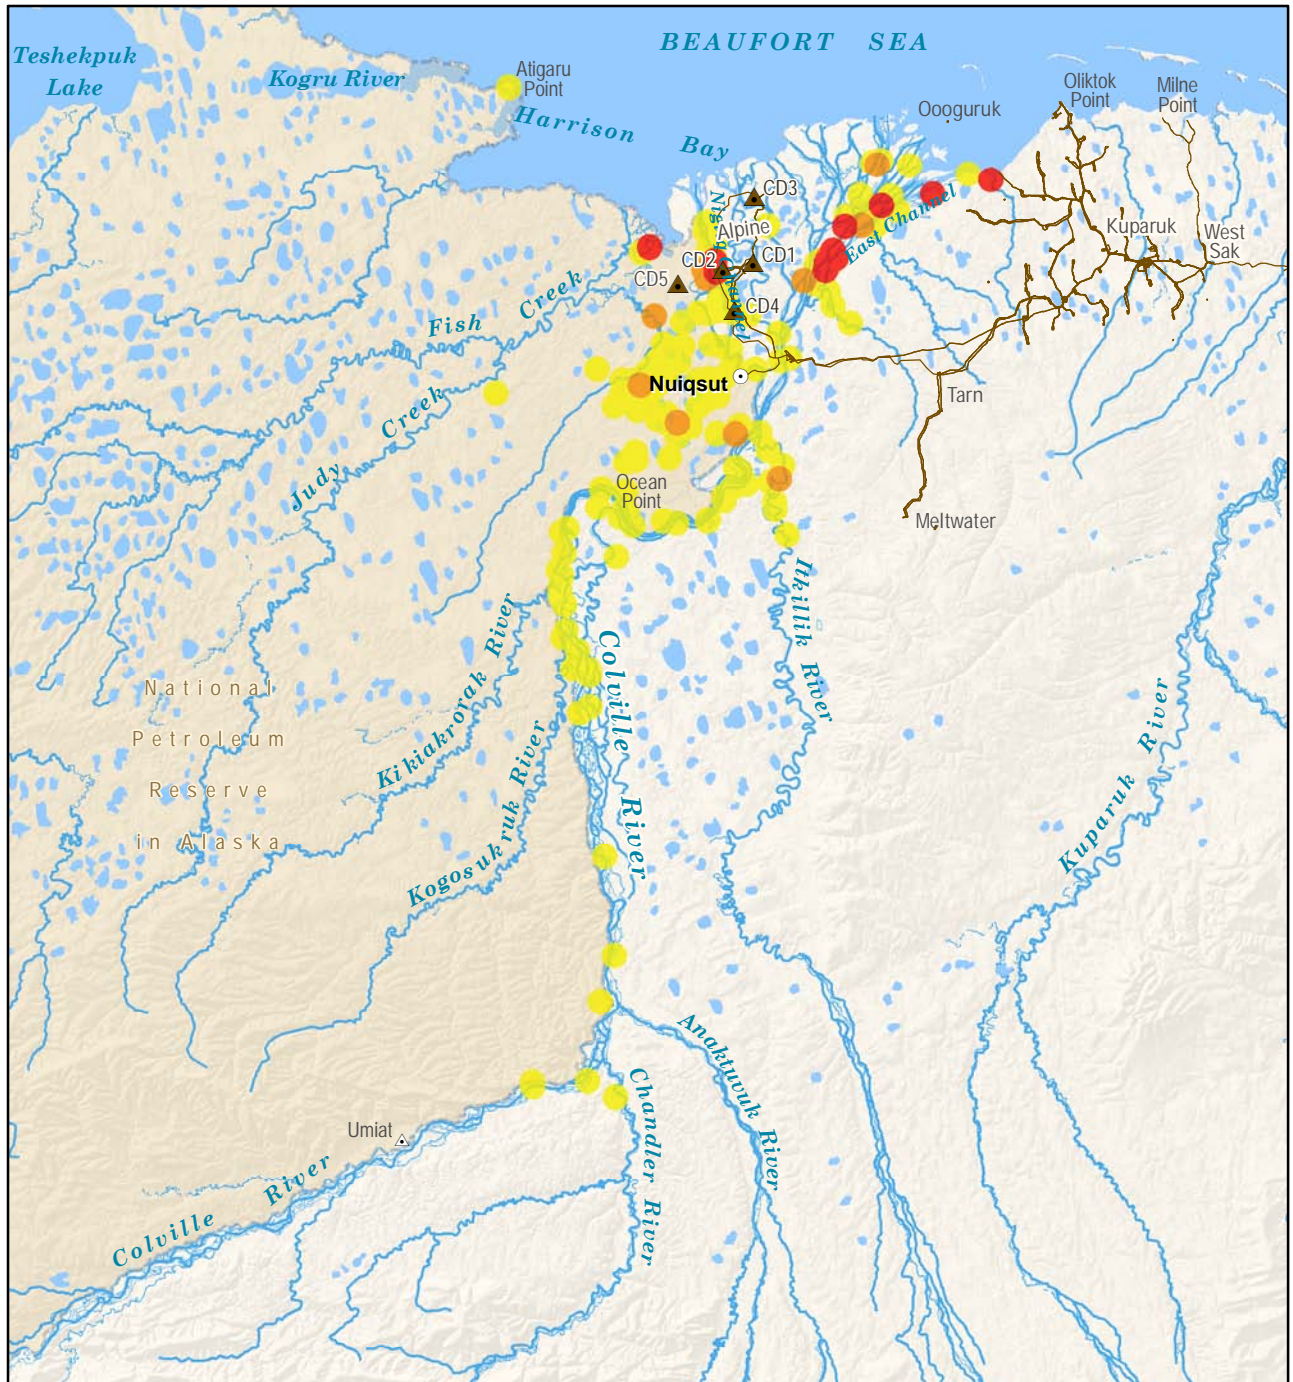 BEAUFORT SEA
Teshekpuk
Lake
Kogru River
Atigaru
Point
Harrison Bay
Oooguruk
Oliktok
Point
Milne
Point
CD3
Nigliq Channel
Alpine
East Channel
Kuparuk
West
Sak
CD2
CD1
CD5
CD4
Fish Creek
Nuiqsut
Tarn
Judy Creek
Ocean
Point
Meltwater
Itkillik River
Colville River
National
Petroleum
Reserve
in Alaska
Kikiakrorak River
Kogosukruk River
Kuparuk River
Anaktuvuk River
Chandler River
Umiat
Colville River